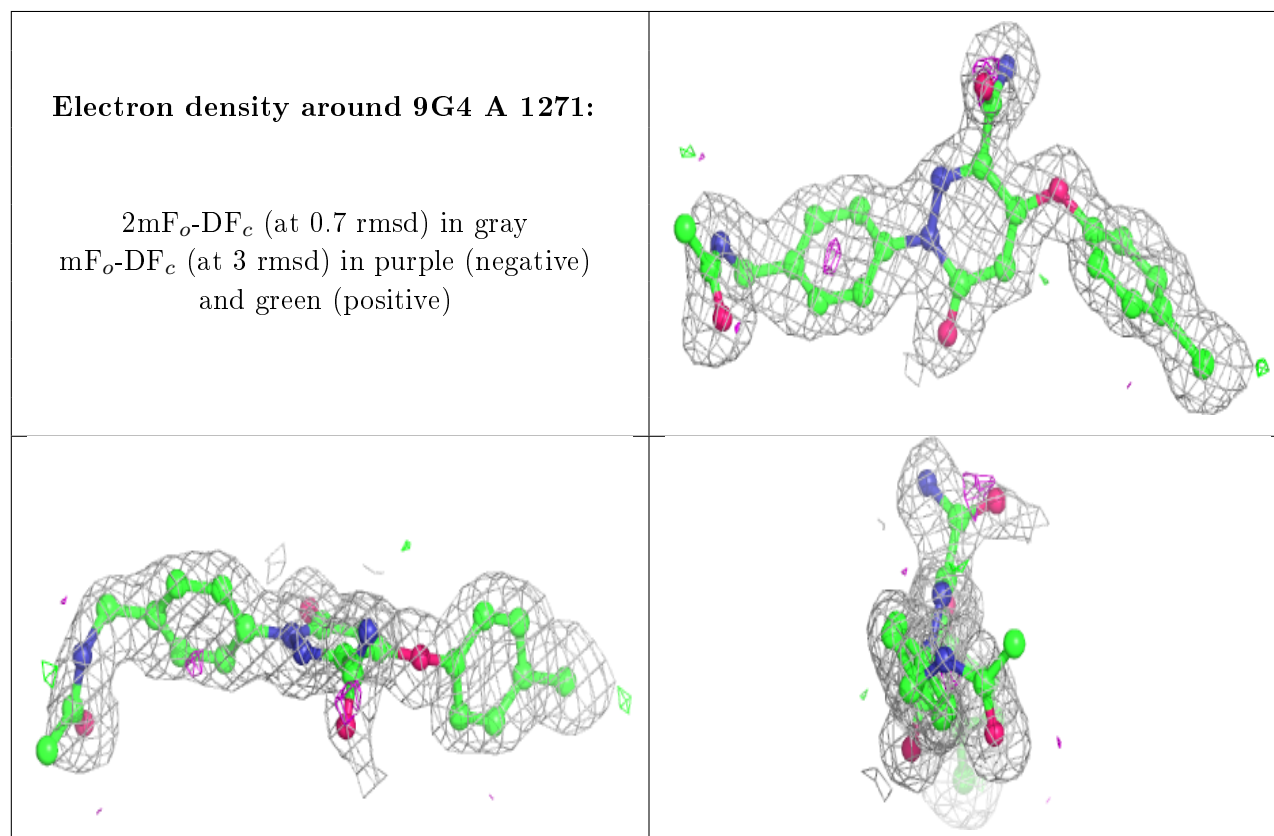 Electron density around 9G4 A 1271:
2mFₒ-DF𝑐 (at 0.7 rmsd) in gray
mFₒ-DF𝑐 (at 3 rmsd) in purple (negative)
and green (positive)